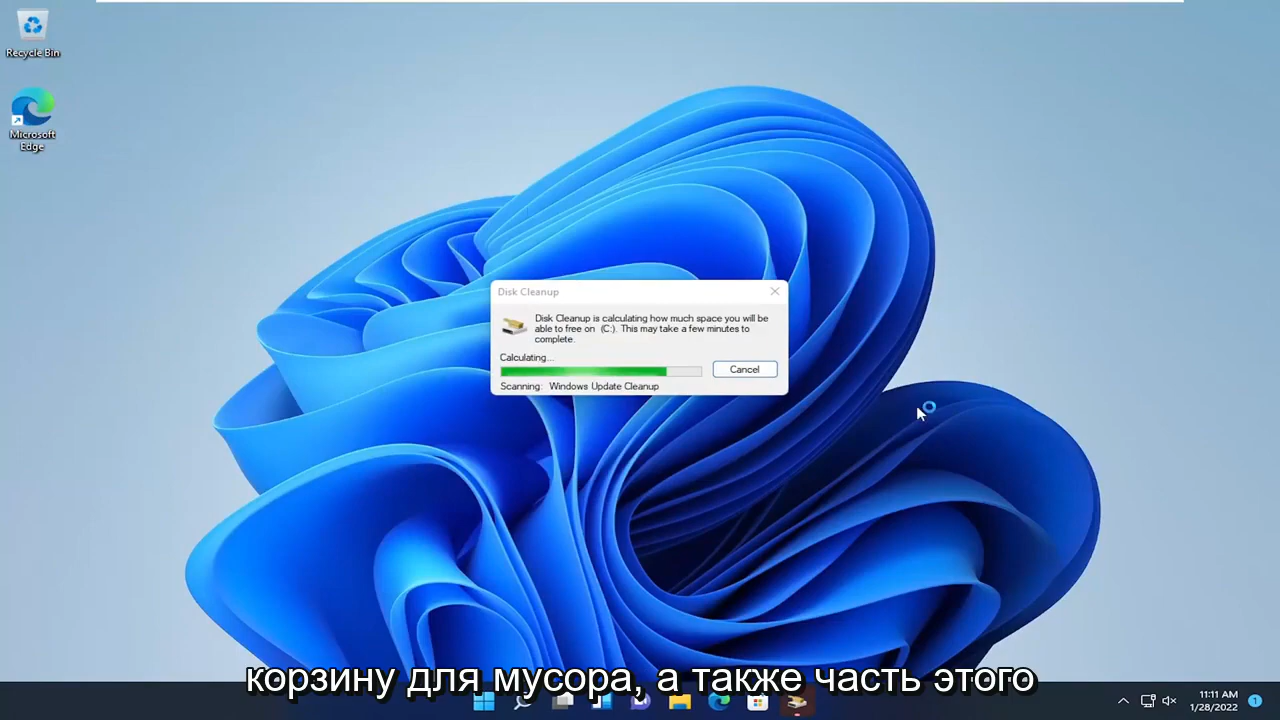 Recycle Bin
Microsoft
Edge
Disk Cleanup
Disk Cleanup is calculating how much space you will be
able to free on (C:). This may take a few minutes to
complete.
Calculating...
Cancel
Scanning: Windows Update Cleanup
корзину для мусора, а также часть этого
11:11 AM
1/28/2022
1